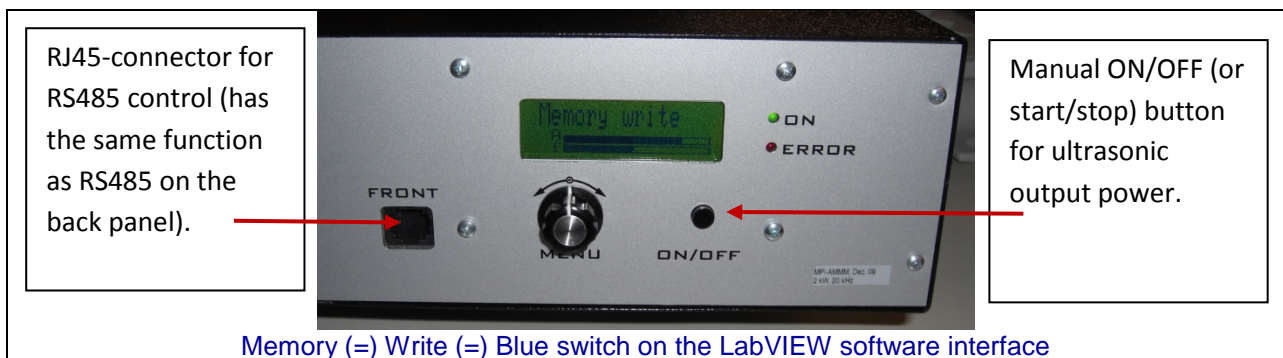 RJ45-connector for
RS485 control (has
the same function
as RS485 on the
back panel).
Memory write
A
f
ON
ERROR
FRONT
MENU
ON/OFF
MPI-AMMM, Dec. 09
2 kW, 20 kHz
Manual ON/OFF (or
start/stop) button
for ultrasonic
output power.
Memory (=) Write (=) Blue switch on the LabVIEW software interface